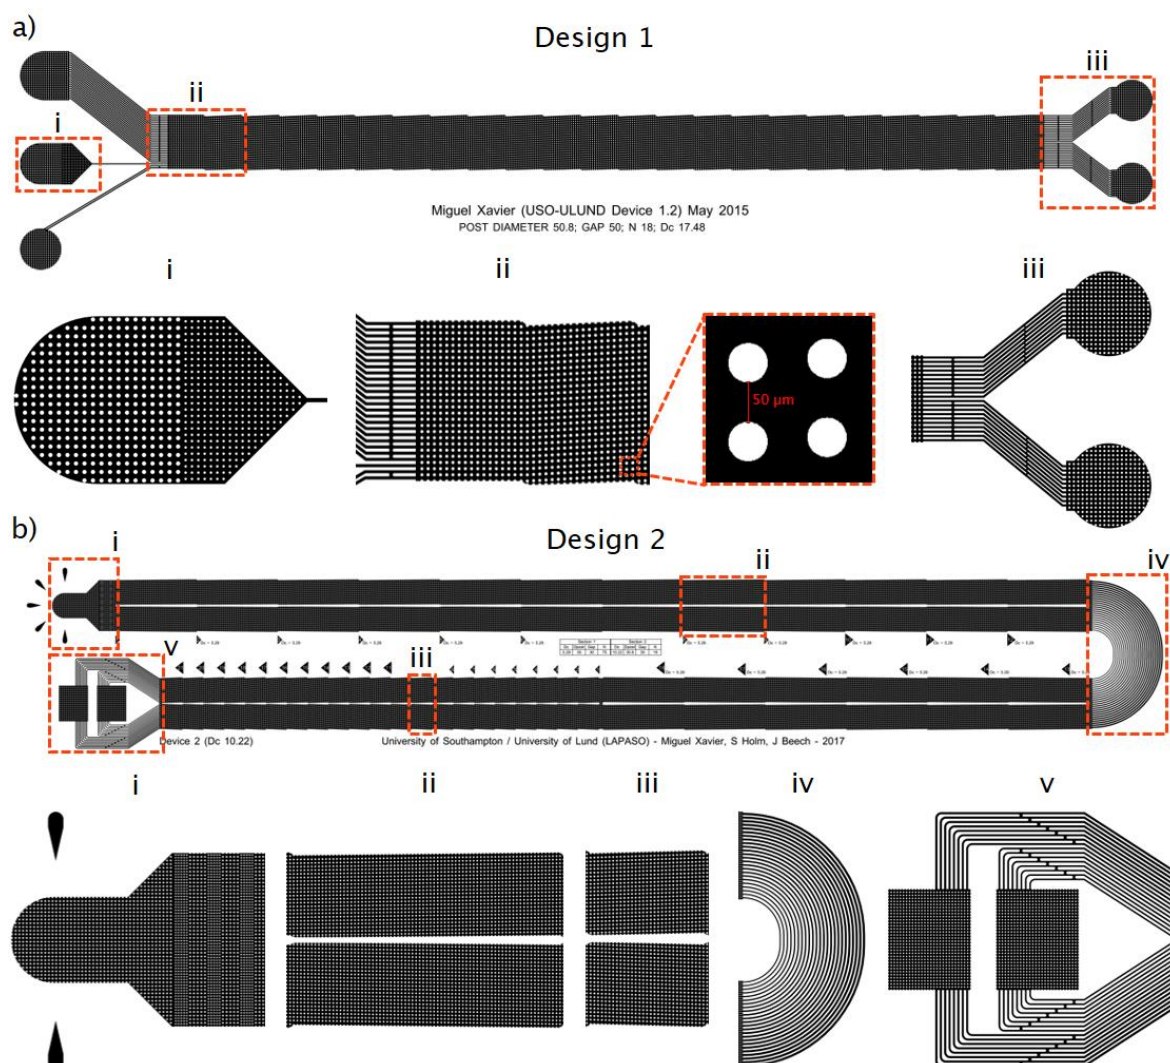 a)
Design 1
i
ii
iii
Miguel Xavier (USO-ULUND Device 1.2) May 2015
POST DIAMETER 50.8; GAP 50; N 18; Dc 17.48
i
ii
iii
50 µm
b)
Design 2
i
ii
iv
v
iii
Device 2 (Dc 10.22)
University of Southampton / University of Lund (LAPASO) - Miguel Xavier, S Holm, J Beech - 2017
i
ii
iii
iv
v